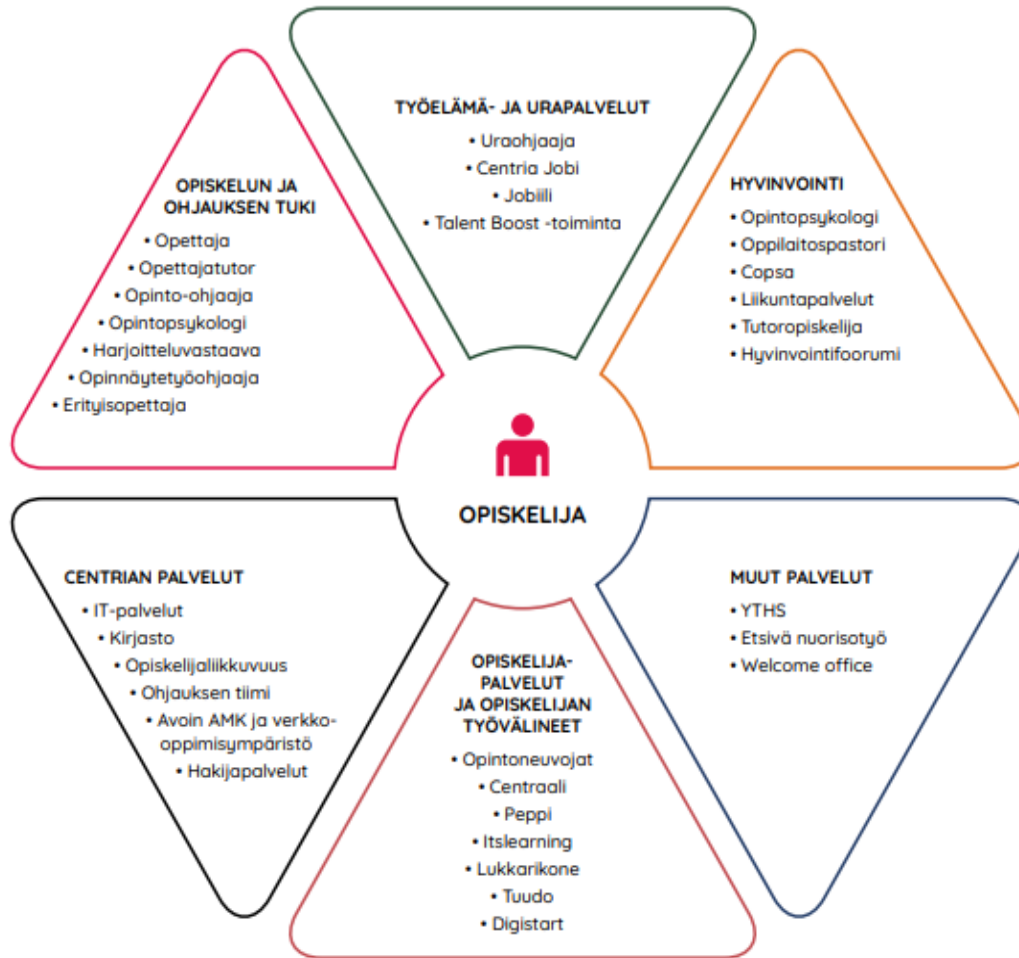 TYÖELÄMÄ- JA URAPALVELUT
• Uraohjaaja
• Centria Jobi
• Jobiili
• Talent Boost -toiminta
OPISKELUN JA
OHJAUKSEN TUKI
• Opettaja
• Opettajatutor
• Opinto-ohjaaja
• Opintopsykologi
• Harjoitteluvastaava
• Opinnäytetyöohjaaja
• Erityisopettaja
HYVINVOINTI
• Opintopsykologi
• Oppilaitospastori
• Copsa
• Liikuntapalvelut
• Tutoropiskelija
• Hyvinvointifoorumi
OPISKELIJA
CENTRIAN PALVELUT
• IT-palvelut
• Kirjasto
• Opiskelijaliikkuvuus
• Ohjauksen tiimi
• Avoin AMK ja verkko-
oppimisympäristö
• Hakijapalvelut
OPISKELIJA-
PALVELUT
JA OPISKELIJAN
TYÖVÄLINEET
• Opintoneuvojat
• Centraali
• Peppi
• Itslearning
• Lukkarikone
• Tuudo
• Digistart
MUUT PALVELUT
• YTHS
• Etsivä nuorisotyö
• Welcome office